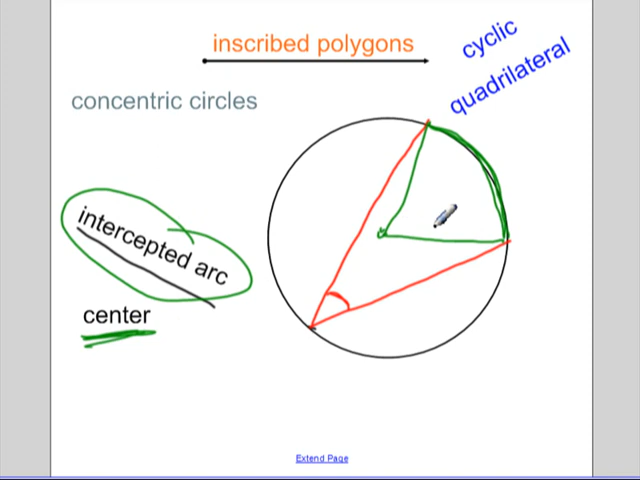 inscribed polygons
cyclic
quadrilateral
concentric circles
intercepted arc
center
Extend Page